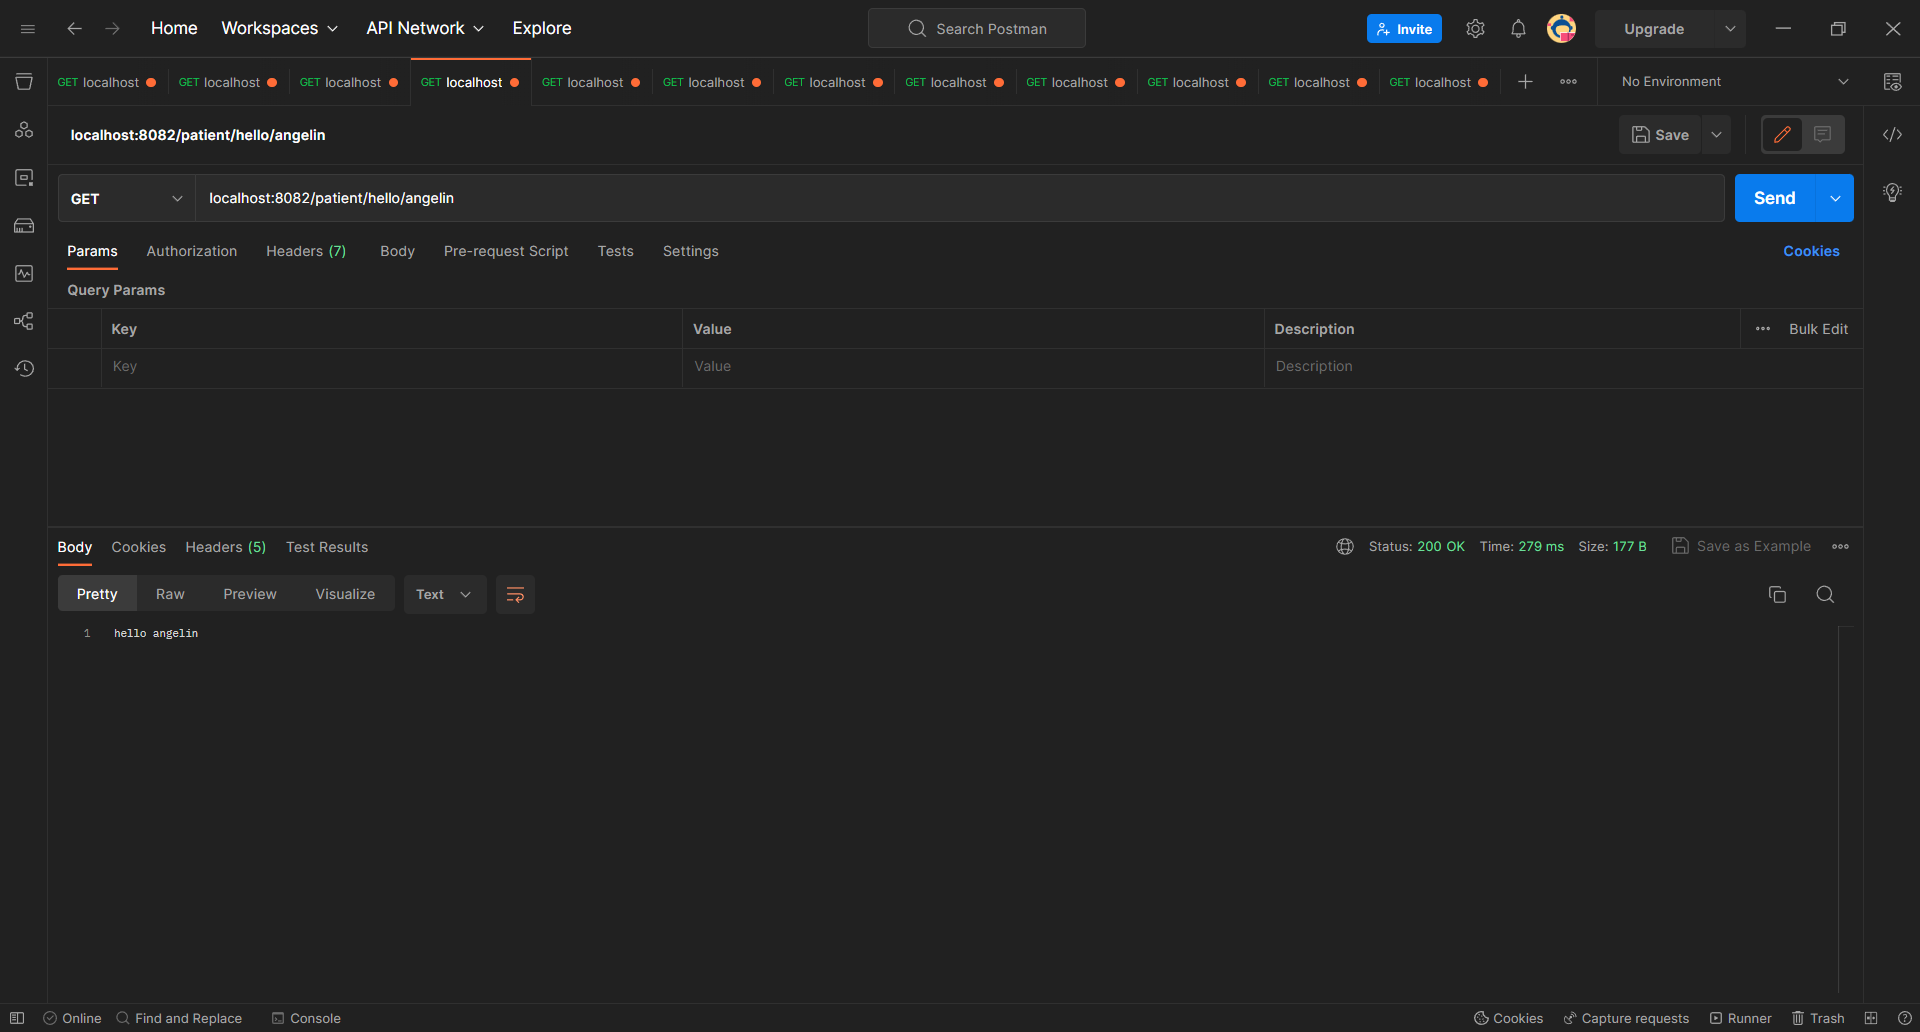 Home Workspaces API Network Explore Search Postman Invite Upgrade
GET localhost GET localhost GET localhost GET localhost GET localhost GET localhost GET localhost GET localhost GET localhost GET localhost GET localhost GET localhost No Environment
localhost:8082/patient/hello/angelin Save
GET localhost:8082/patient/hello/angelin Send
Params Authorization Headers (7) Body Pre-request Script Tests Settings Cookies
Query Params
Key Value Description Bulk Edit
Key Value Description
Body Cookies Headers (5) Test Results Status: 200 OK Time: 279 ms Size: 177 B Save as Example
Pretty Raw Preview Visualize Text
1 hello angelin
Online Find and Replace Console Cookies Capture requests Runner Trash